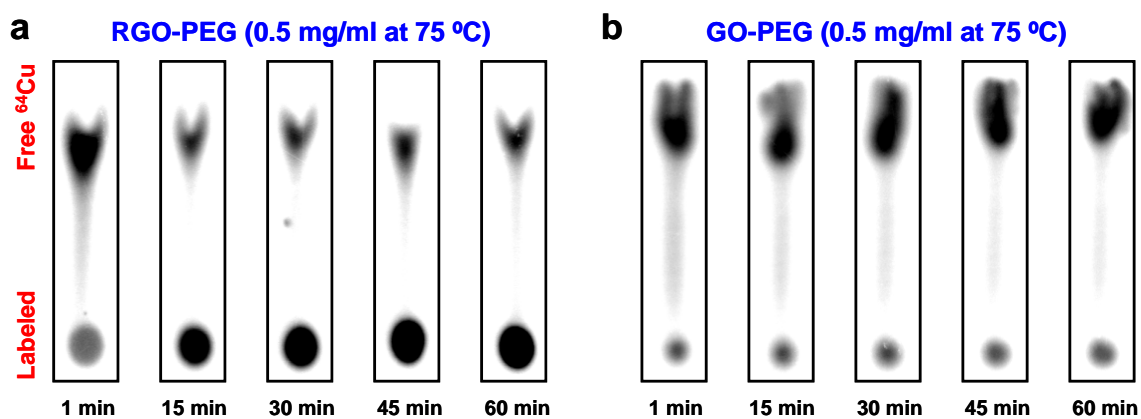 a
RGO-PEG (0.5 mg/ml at 75 ⁰C)
Free ⁶⁴Cu
Labeled
1 min
15 min
30 min
45 min
60 min
b
GO-PEG (0.5 mg/ml at 75 ⁰C)
1 min
15 min
30 min
45 min
60 min